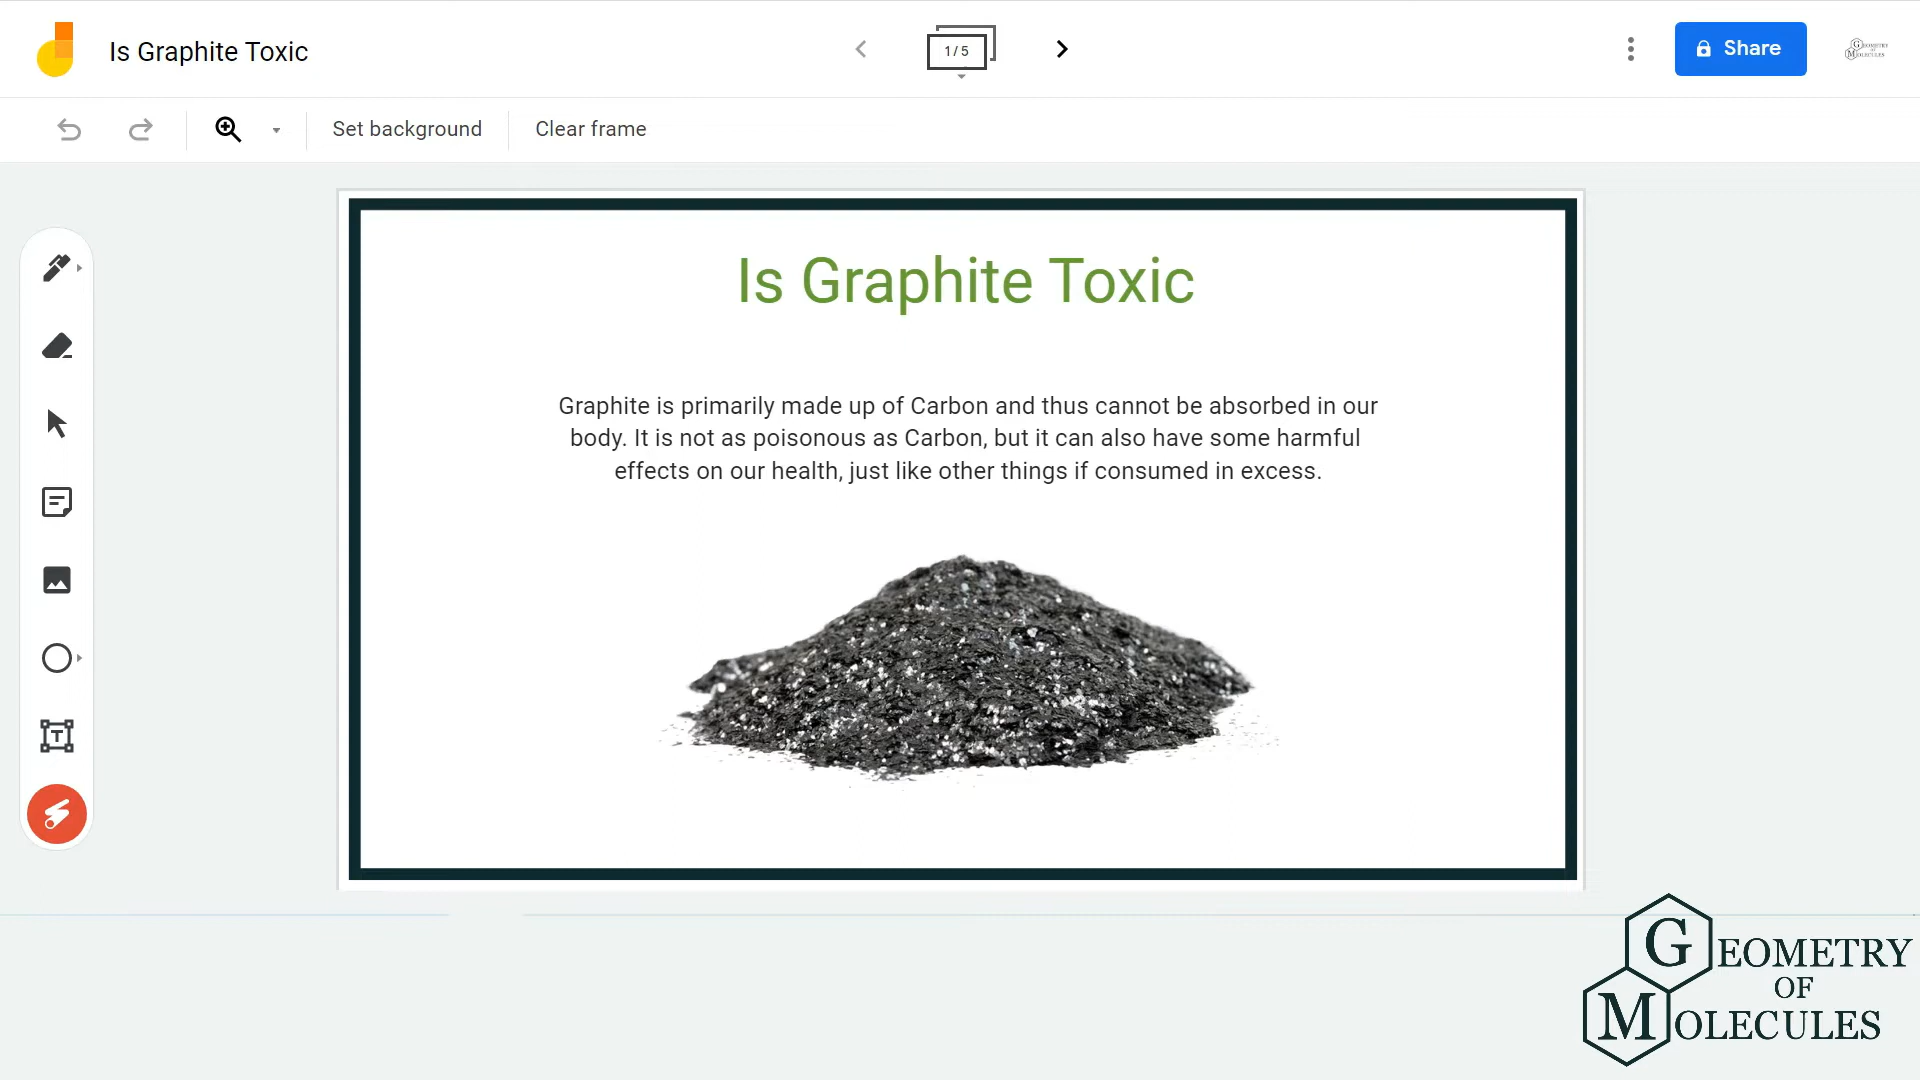 Is Graphite Toxic
1/5
Share
GEOMETRY
OF
MOLECULES
Set background
Clear frame
Is Graphite Toxic
Graphite is primarily made up of Carbon and thus cannot be absorbed in our
body. It is not as poisonous as Carbon, but it can also have some harmful
effects on our health, just like other things if consumed in excess.
T
GEOMETRY
OF
MOLECULES